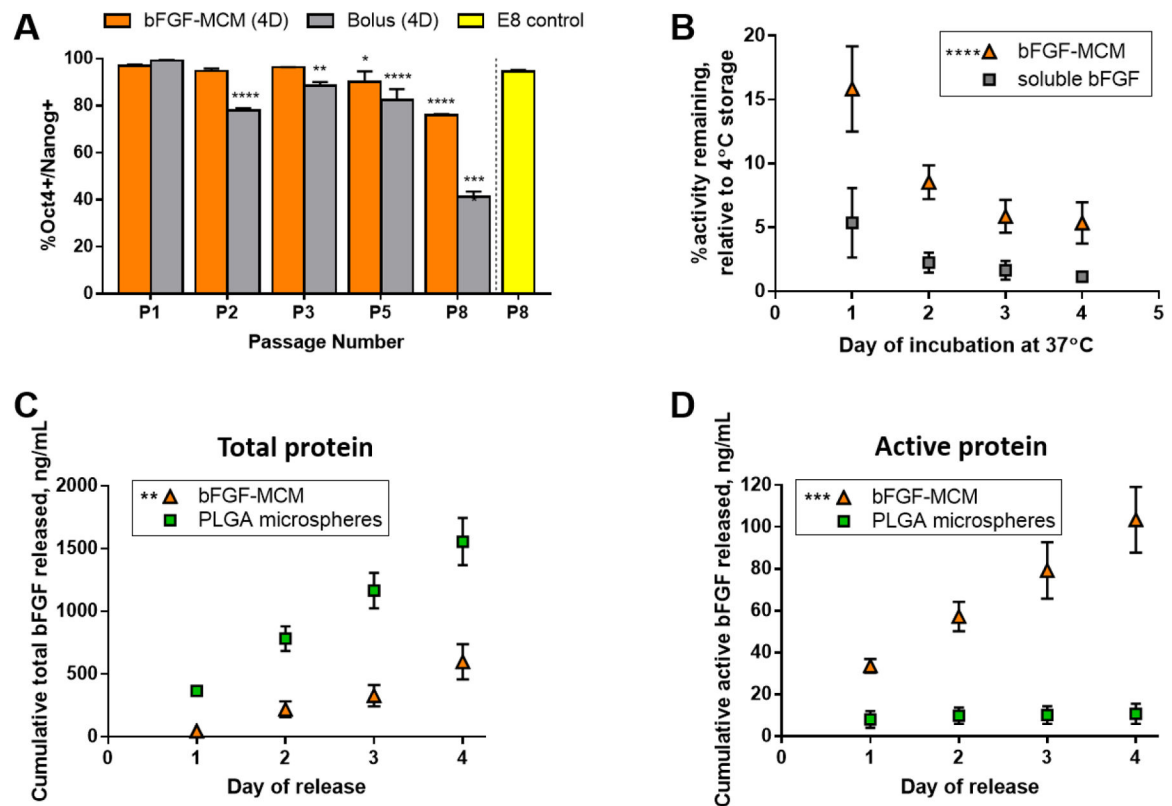 A
bFGF-MCM (4D)
Bolus (4D)
E8 control
%Oct4+/Nanog+
100
80
60
40
20
0
*
**
****
****
****
***
P1
P2
P3
P5
P8
P8
Passage Number
B
%activity remaining,
relative to 4°C storage
20
15
10
5
0
**** bFGF-MCM
soluble bFGF
0
1
2
3
4
5
Day of incubation at 37°C
C
Total protein
Cumulative total bFGF released, ng/mL
2000
1500
1000
500
0
** bFGF-MCM
PLGA microspheres
0
1
2
3
4
Day of release
D
Active protein
Cumulative active bFGF released, ng/mL
120
100
80
60
40
20
0
*** bFGF-MCM
PLGA microspheres
0
1
2
3
4
Day of release